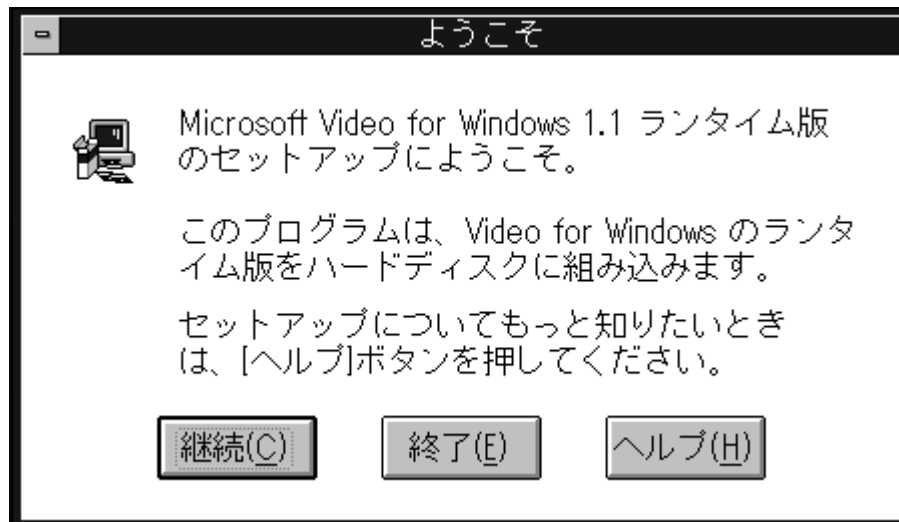 ようこそ
Microsoft Video for Windows 1.1 ランタイム版
のセットアップにようこそ。
このプログラムは、Video for Windows のランタ
イム版をハードディスクに組み込みます。
セットアップについてもっと知りたいとき
は、[ヘルプ]ボタンを押してください。
継続(C) 終了(E) ヘルプ(H)